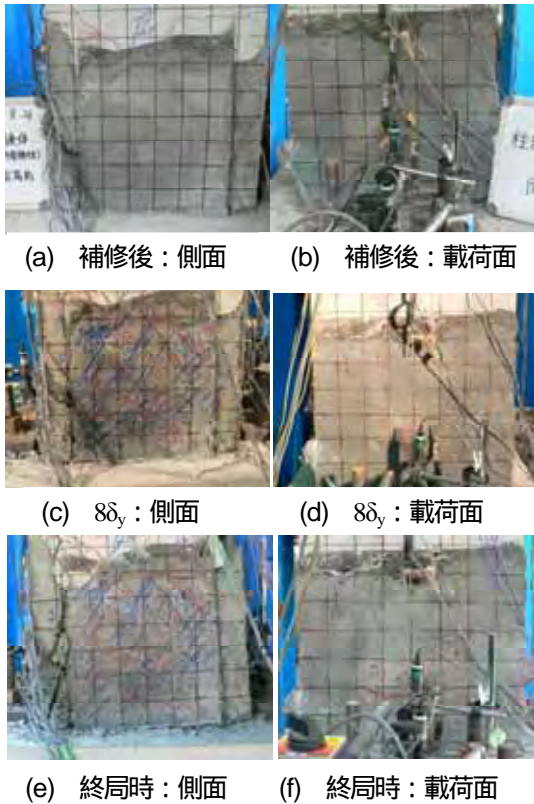 (a) 補修後：側面
(b) 補修後：載荷面
(c) 8δy：側面
(d) 8δy：載荷面
(e) 終局時：側面
(f) 終局時：載荷面